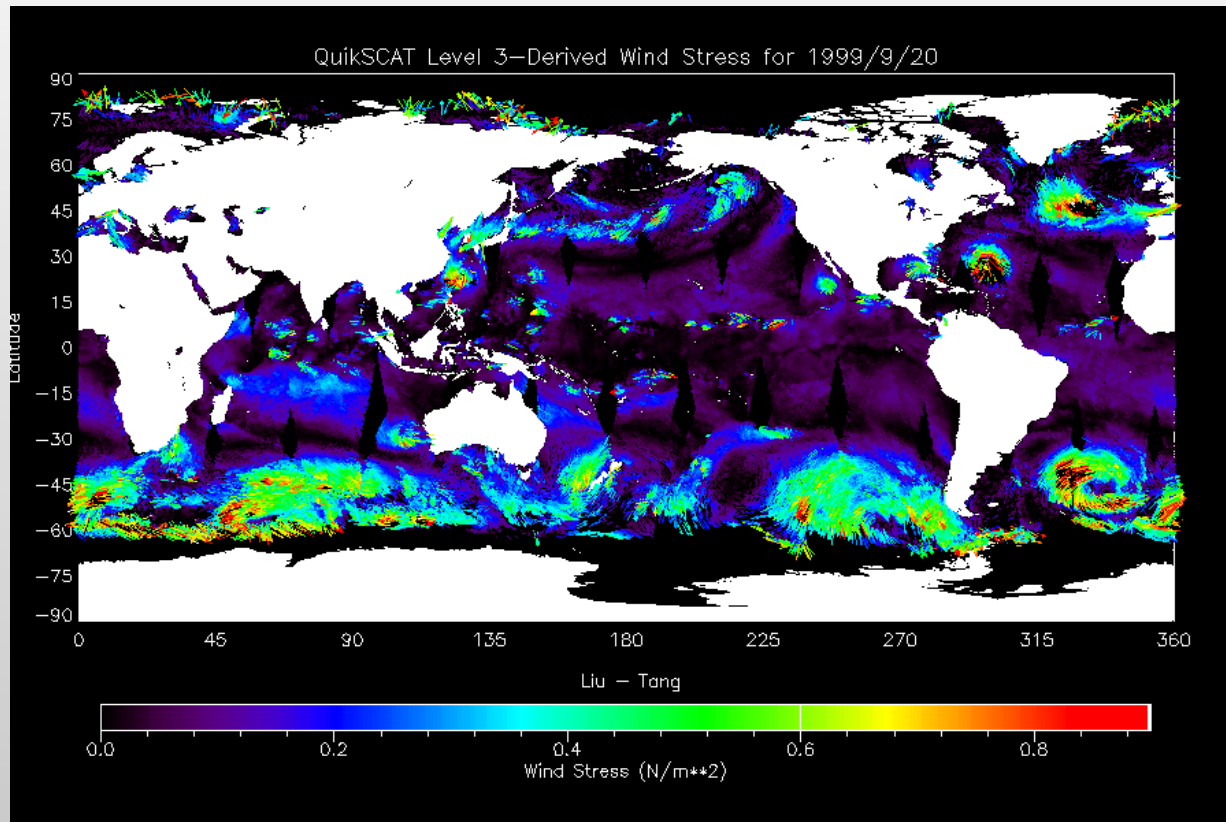 QuikSCAT Level 3-Derived Wind Stress for 1999/9/20
90
75
60
45
30
15
0
-15
-30
-45
-60
-75
-90
Latitude
0 45 90 135 180 225 270 315 360
Liu - Tang
0.0 0.2 0.4 0.6 0.8
Wind Stress (N/m**2)